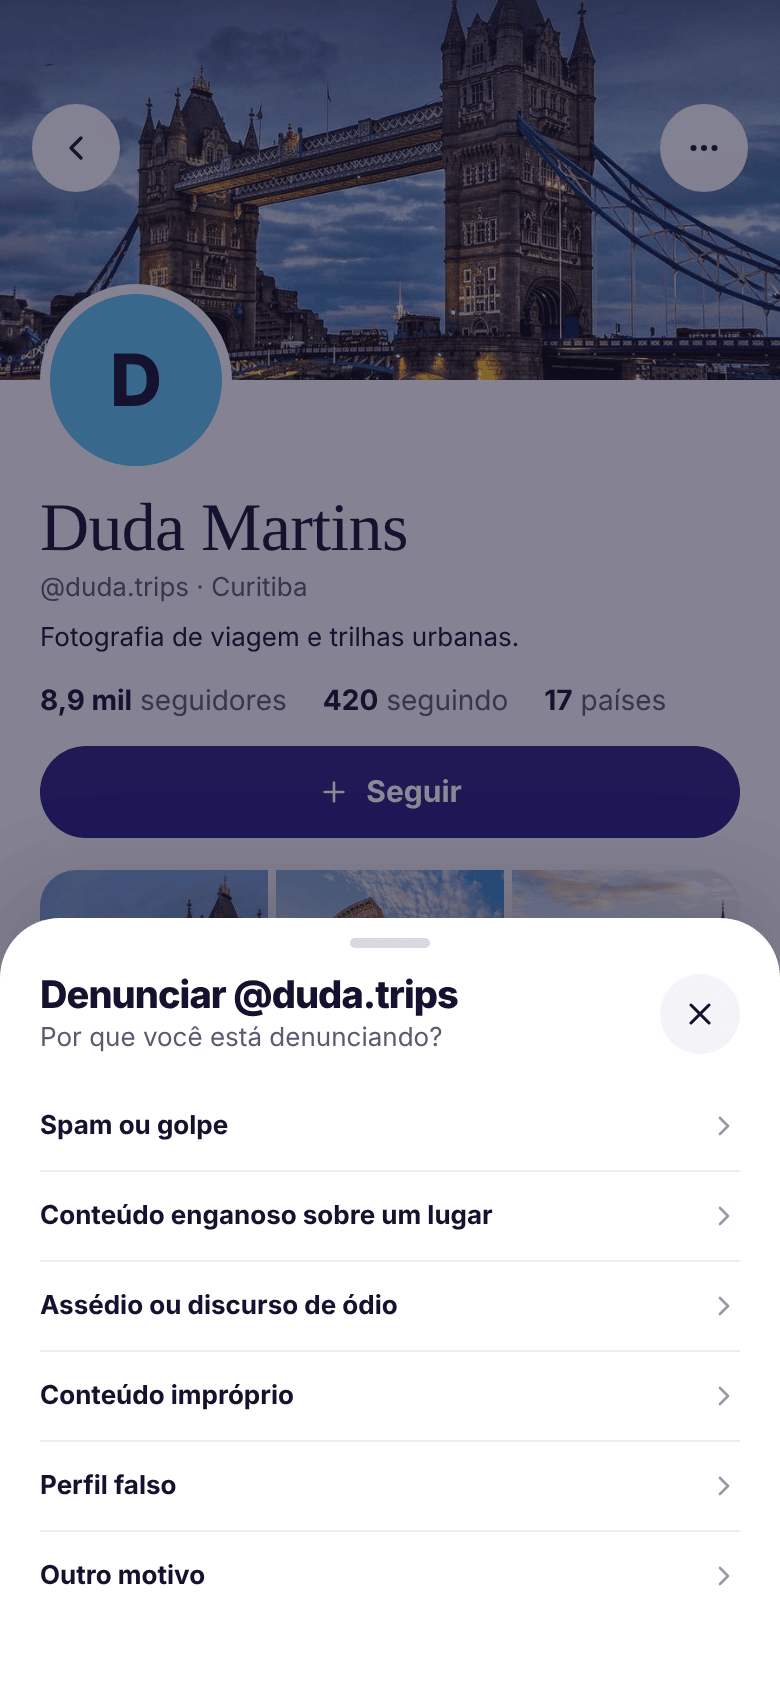 D
Duda Martins
@duda.trips · Curitiba
Fotografia de viagem e trilhas urbanas.
8,9 mil seguidores 420 seguindo 17 países
Seguir
Denunciar @duda.trips
Por que você está denunciando?
Spam ou golpe
Conteúdo enganoso sobre um lugar
Assédio ou discurso de ódio
Conteúdo impróprio
Perfil falso
Outro motivo